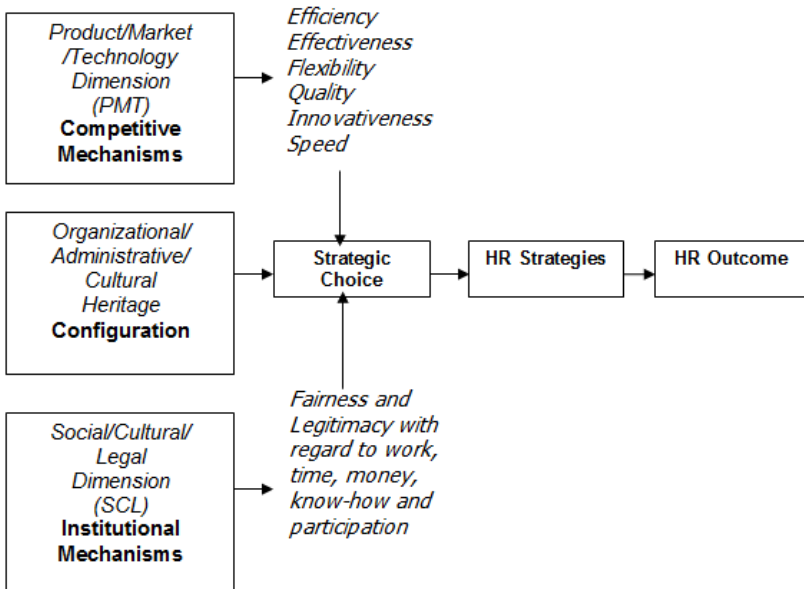 Product/Market
/Technology
Dimension
(PMT)
Competitive
Mechanisms
Efficiency
Effectiveness
Flexibility
Quality
Innovativeness
Speed
Organizational/
Administrative/
Cultural
Heritage
Configuration
Strategic
Choice
HR Strategies
HR Outcome
Social/Cultural/
Legal
Dimension
(SCL)
Institutional
Mechanisms
Fairness and
Legitimacy with
regard to work,
time, money,
know-how and
participation